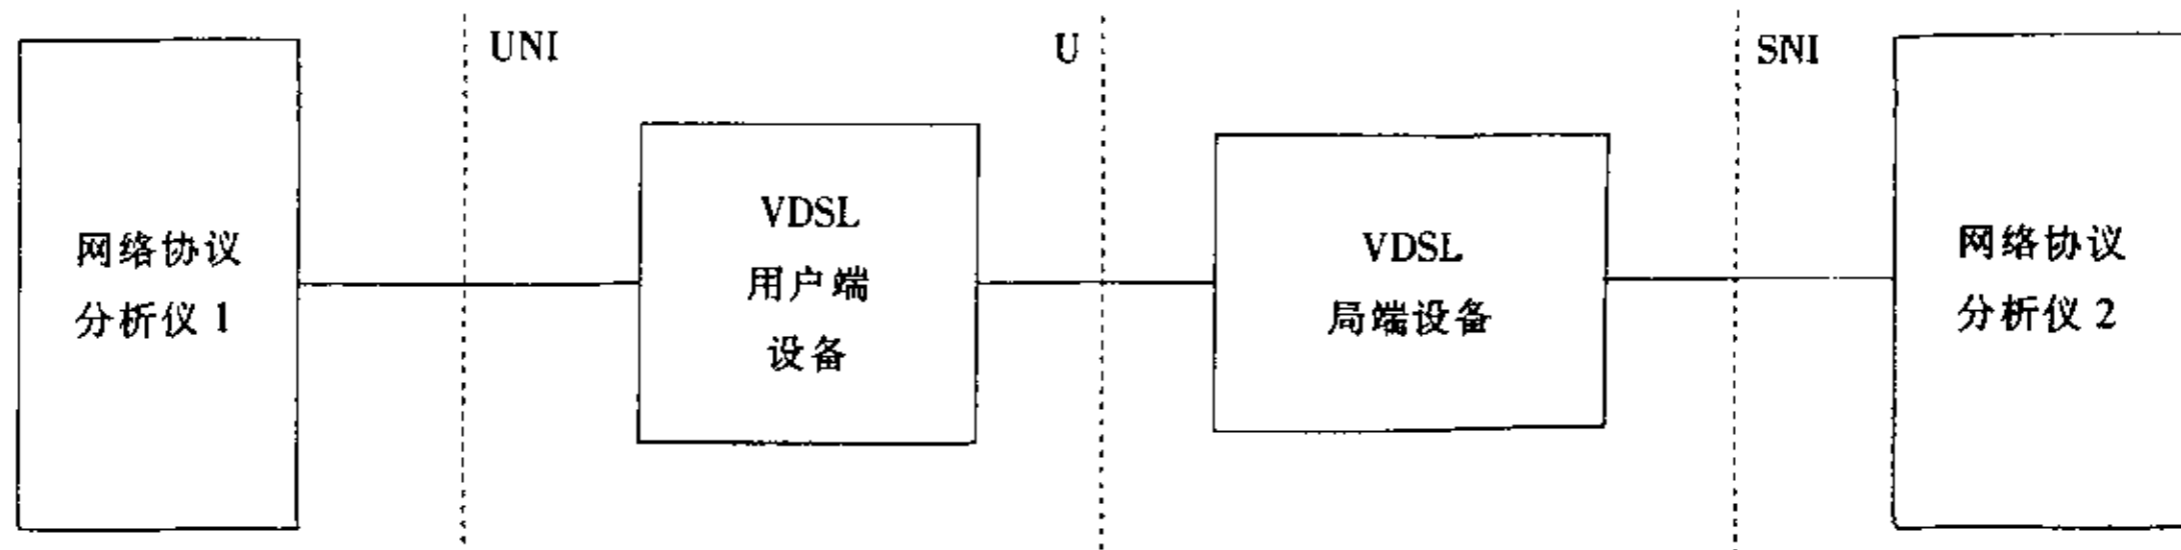 UNI
U
SNI
网络协议
分析仪 1
VDSL
用户端
设备
VDSL
局端设备
网络协议
分析仪 2